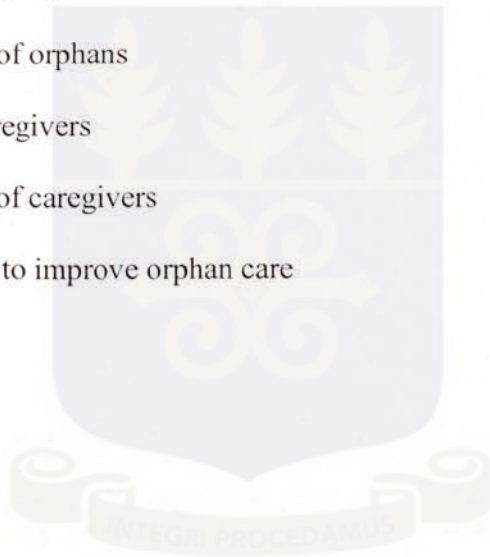 of orphans
regivers
of caregivers
to improve orphan care
INTEGRI PROCEDAMUS